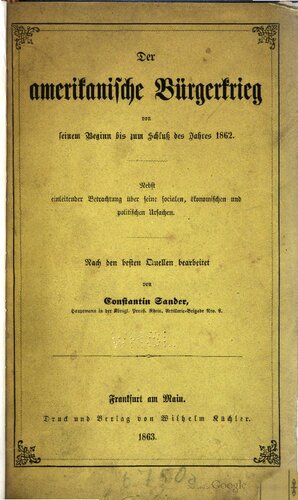 Der
amerikanische Bürgerkrieg
von
seinem Beginn bis zum Schluß des Jahres 1862.
Nebst
einleitender Betrachtung über seine socialen, ökonomischen und
politischen Ursachen.
Nach den besten Quellen bearbeitet
von
Constantin Sander,
Hauptmann in der Königl. Preuß. Rhein. Artillerie-Brigade Nro. 8.
Frankfurt am Main.
Druck und Verlag von Wilhelm Küchler.
1863.
Google